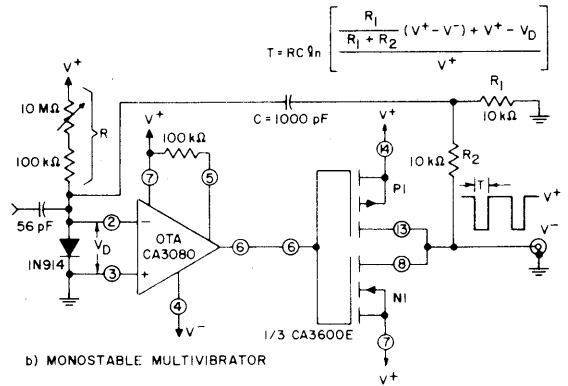 T = RC ℓn [ R1 / (R1 + R2) (V+ – V–) + V+ – VD / V+ ]
V+
10 MΩ
R
100 kΩ
56 pF
VD
1N914
C = 1000 pF
R1
10 kΩ
V+
100 kΩ
7
5
2
–
3
+
OTA
CA3080
6
4
V–
6
1/3 CA3600E
V+
14
P1
13
8
N1
7
V+
10 kΩ
R2
T
V+
V–
b) MONOSTABLE MULTIVIBRATOR